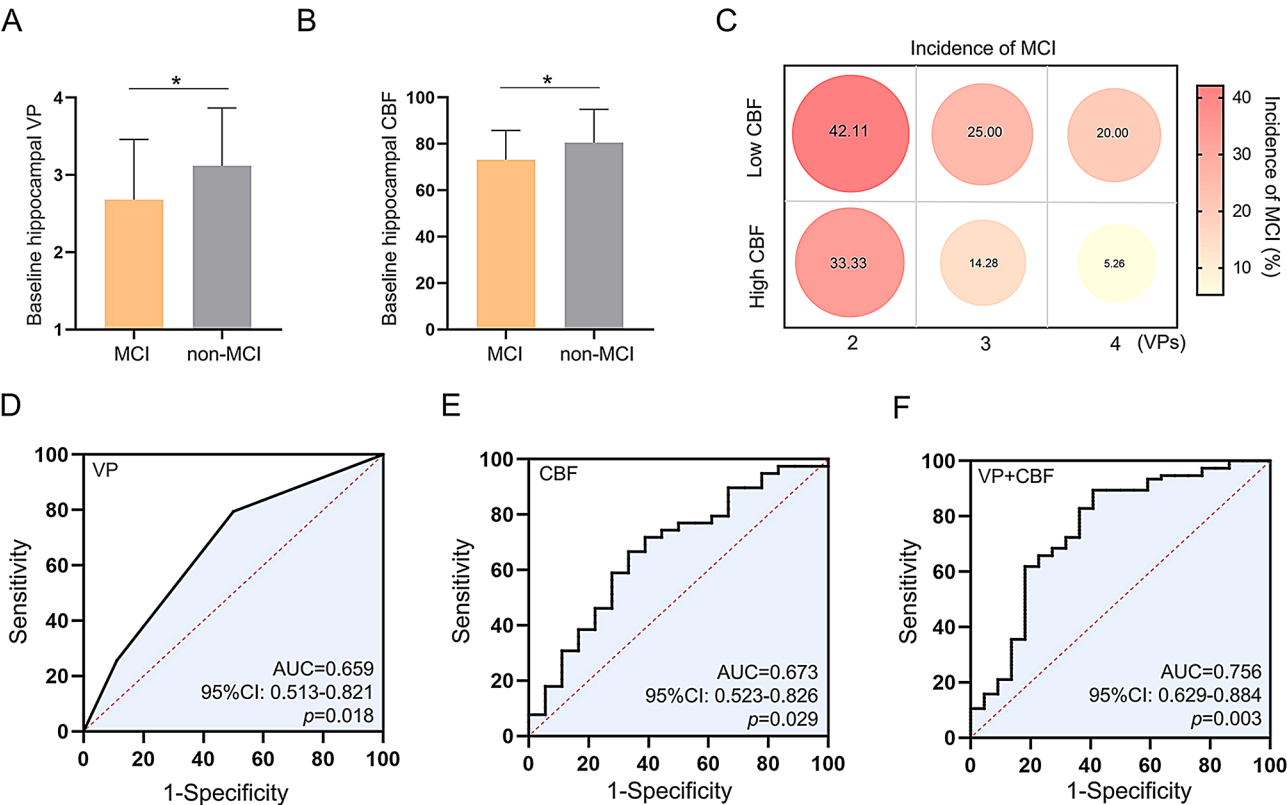 A
Baseline hippocampal VP
4
3
2
1
*
MCI
non-MCI
B
Baseline hippocampal CBF
100
80
60
40
20
0
*
MCI
non-MCI
C
Incidence of MCI
Low CBF
High CBF
42.11
25.00
20.00
33.33
14.28
5.26
2
3
4
(VPs)
40
30
20
10
Incidence of MCI (%)
D
VP
Sensitivity
100
80
60
40
20
0
AUC=0.659
95%CI: 0.513-0.821
p=0.018
0
20
40
60
80
100
1-Specificity
E
CBF
Sensitivity
100
80
60
40
20
0
AUC=0.673
95%CI: 0.523-0.826
p=0.029
0
20
40
60
80
100
1-Specificity
F
VP+CBF
Sensitivity
100
80
60
40
20
0
AUC=0.756
95%CI: 0.629-0.884
p=0.003
0
20
40
60
80
100
1-Specificity